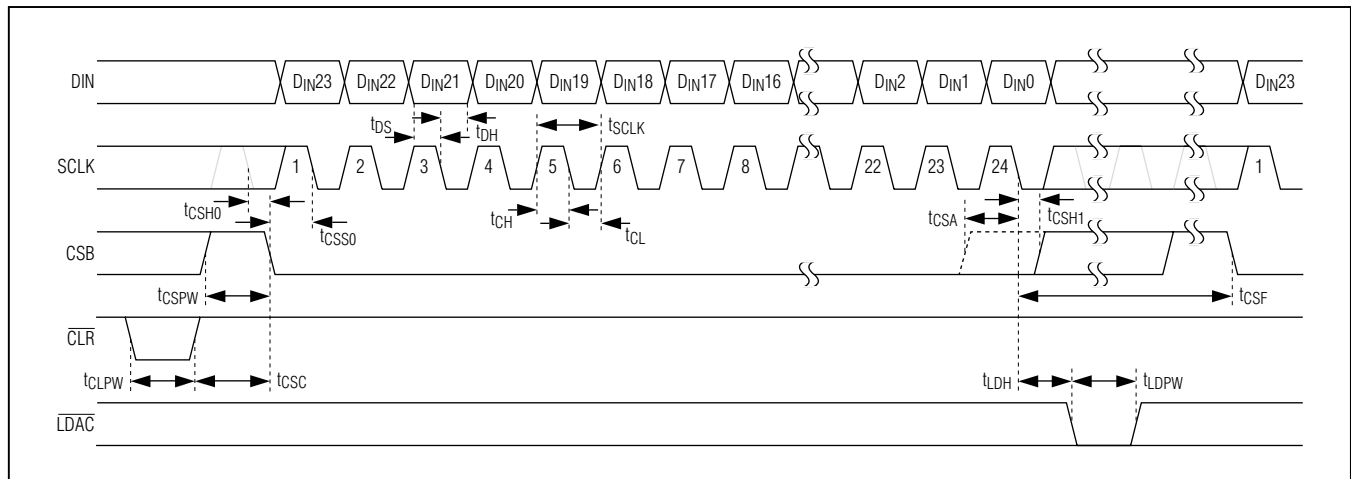 DIN DIN23 DIN22 DIN21 DIN20 DIN19 DIN18 DIN17 DIN16 DIN2 DIN1 DIN0 DIN23
tDS tDH tSCLK
SCLK 1 2 3 4 5 6 7 8 22 23 24 1
tCSH0 tCSS0 tCH tCL tCSA tCSH1
CSB
tCSPW tCSF
CLR
tCLPW tCSC tLDH tLDPW
LDAC